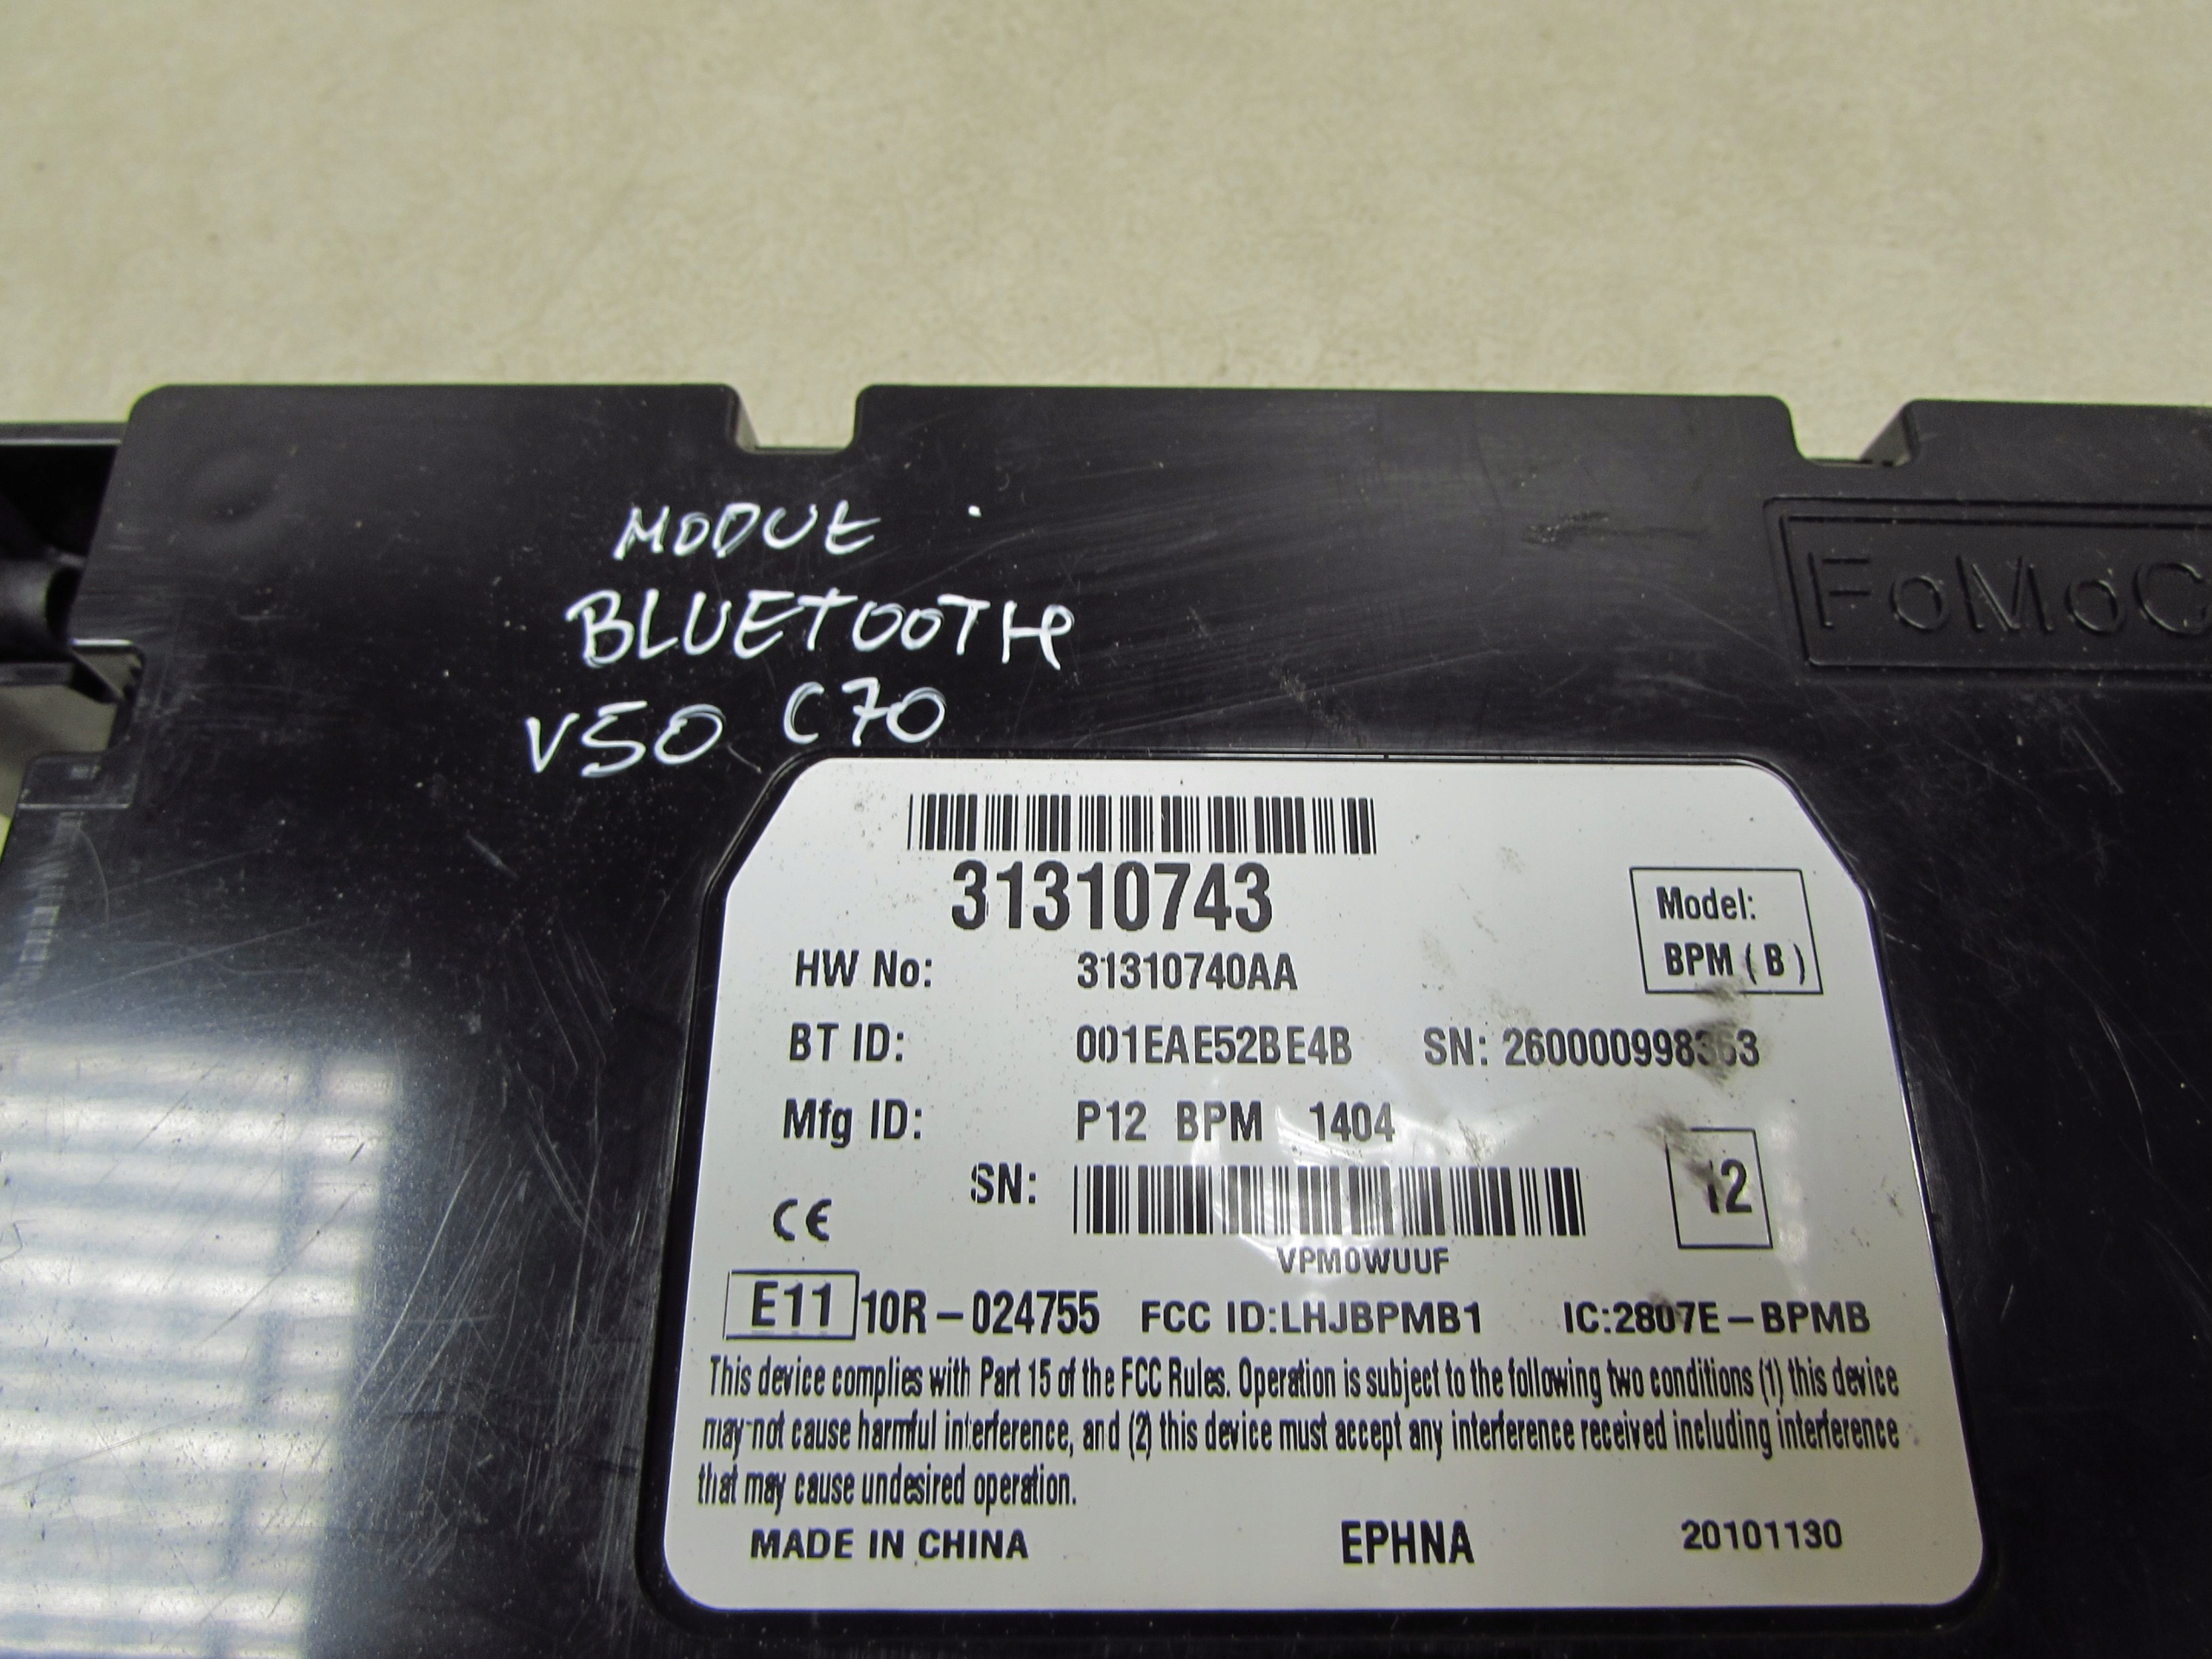 MODUŁ
BLUETOOTH
V50 C70
FoMoC
31310743
Model:
BPM ( B )
HW No: 31310740AA
BT ID: 001EAE52BE4B SN:
Mfg ID: P12 BPM 1404
SN:
12
CE
VPM0WUUF
E11 10R-024755 FCC ID:LHJBPMB1 IC:2807E-BPMB
This device complies with Part 15 of the FCC Rules. Operation is subject to the following two conditions (1) this device
may not cause harmful interference, and (2) this device must accept any interference received including interference
that may cause undesired operation.
MADE IN CHINA EPHNA 20101130